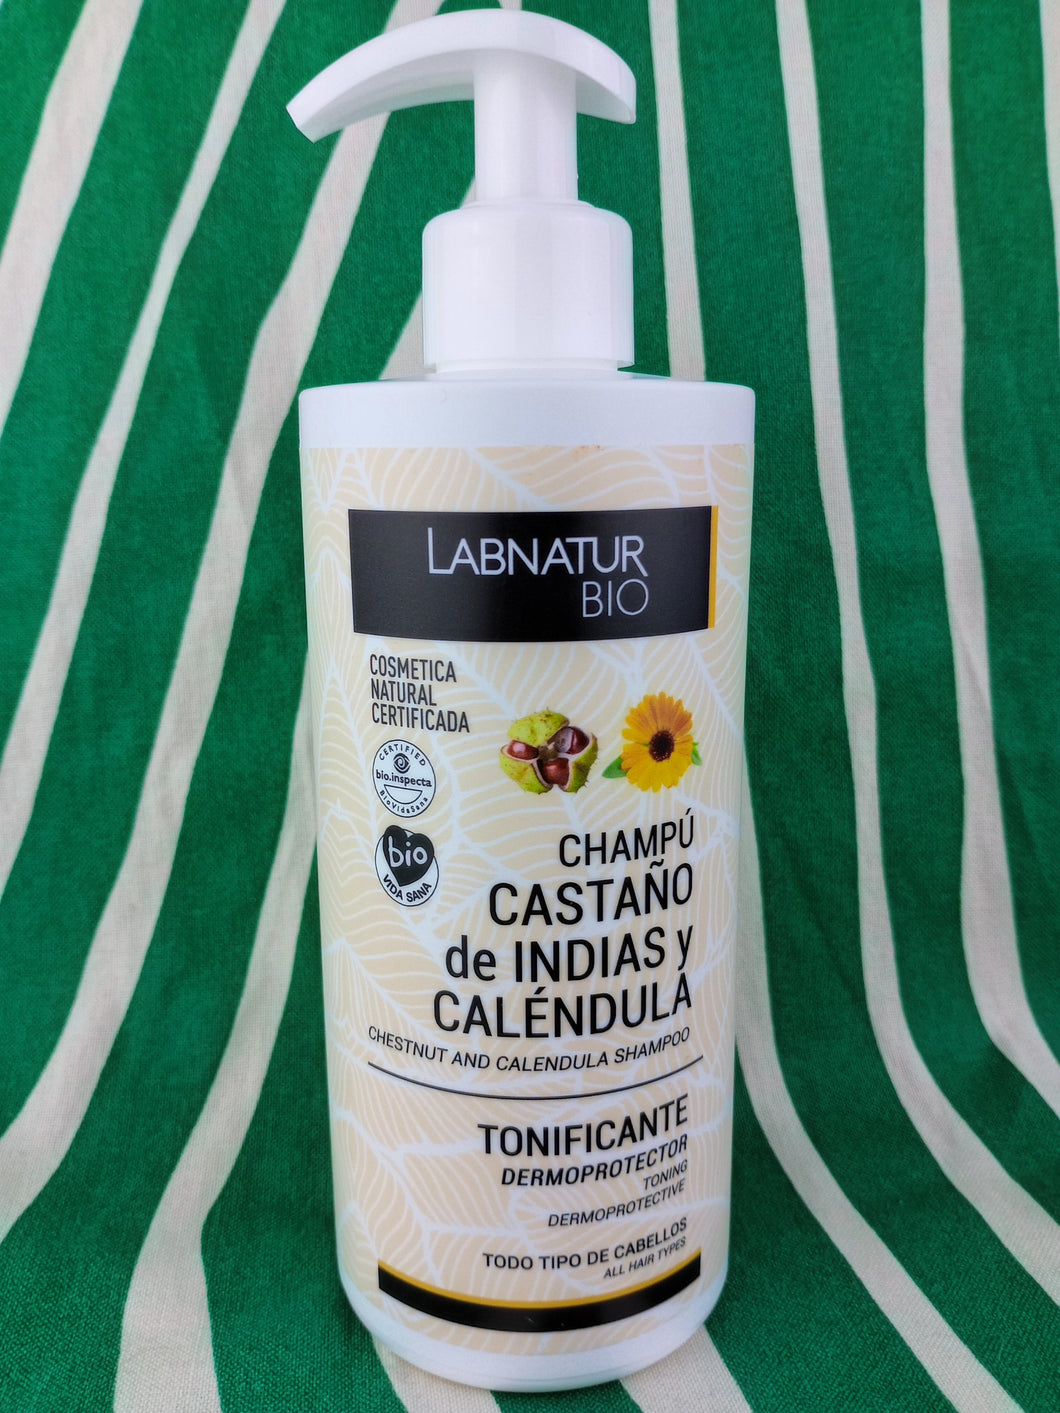 LABNATUR
BIO
COSMETICA
NATURAL
CERTIFICADA
CERTIFIED
bio.inspecta
BioVidaSana
bio
VIDA SANA
CHAMPÚ
CASTAÑO
de INDIAS y
CALÉNDULA
CHESTNUT AND CALENDULA SHAMPOO
TONIFICANTE
DERMOPROTECTOR
TONING
DERMOPROTECTIVE
TODO TIPO DE CABELLOS
ALL HAIR TYPES